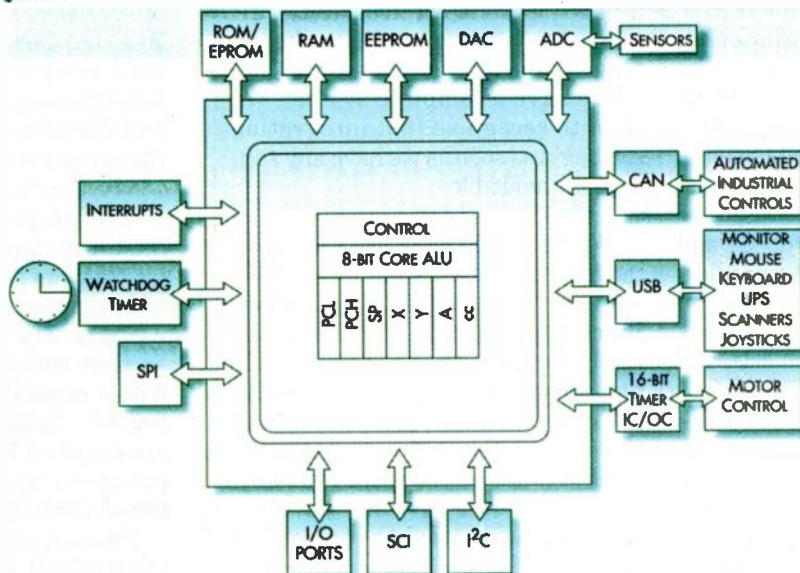 ROM/
EPROM
RAM
EEPROM
DAC
ADC
SENSORS
INTERRUPTS
WATCHDOG
TIMER
SPI
CONTROL
8-BIT CORE ALU
PCL
PCH
SP
X
Y
A
CC
CAN
AUTOMATED
INDUSTRIAL
CONTROLS
USB
MONITOR
MOUSE
KEYBOARD
UPS
SCANNERS
JOYSTICKS
16-BIT
TIMER
IC/OC
MOTOR
CONTROL
I/O
PORTS
SCI
I²C